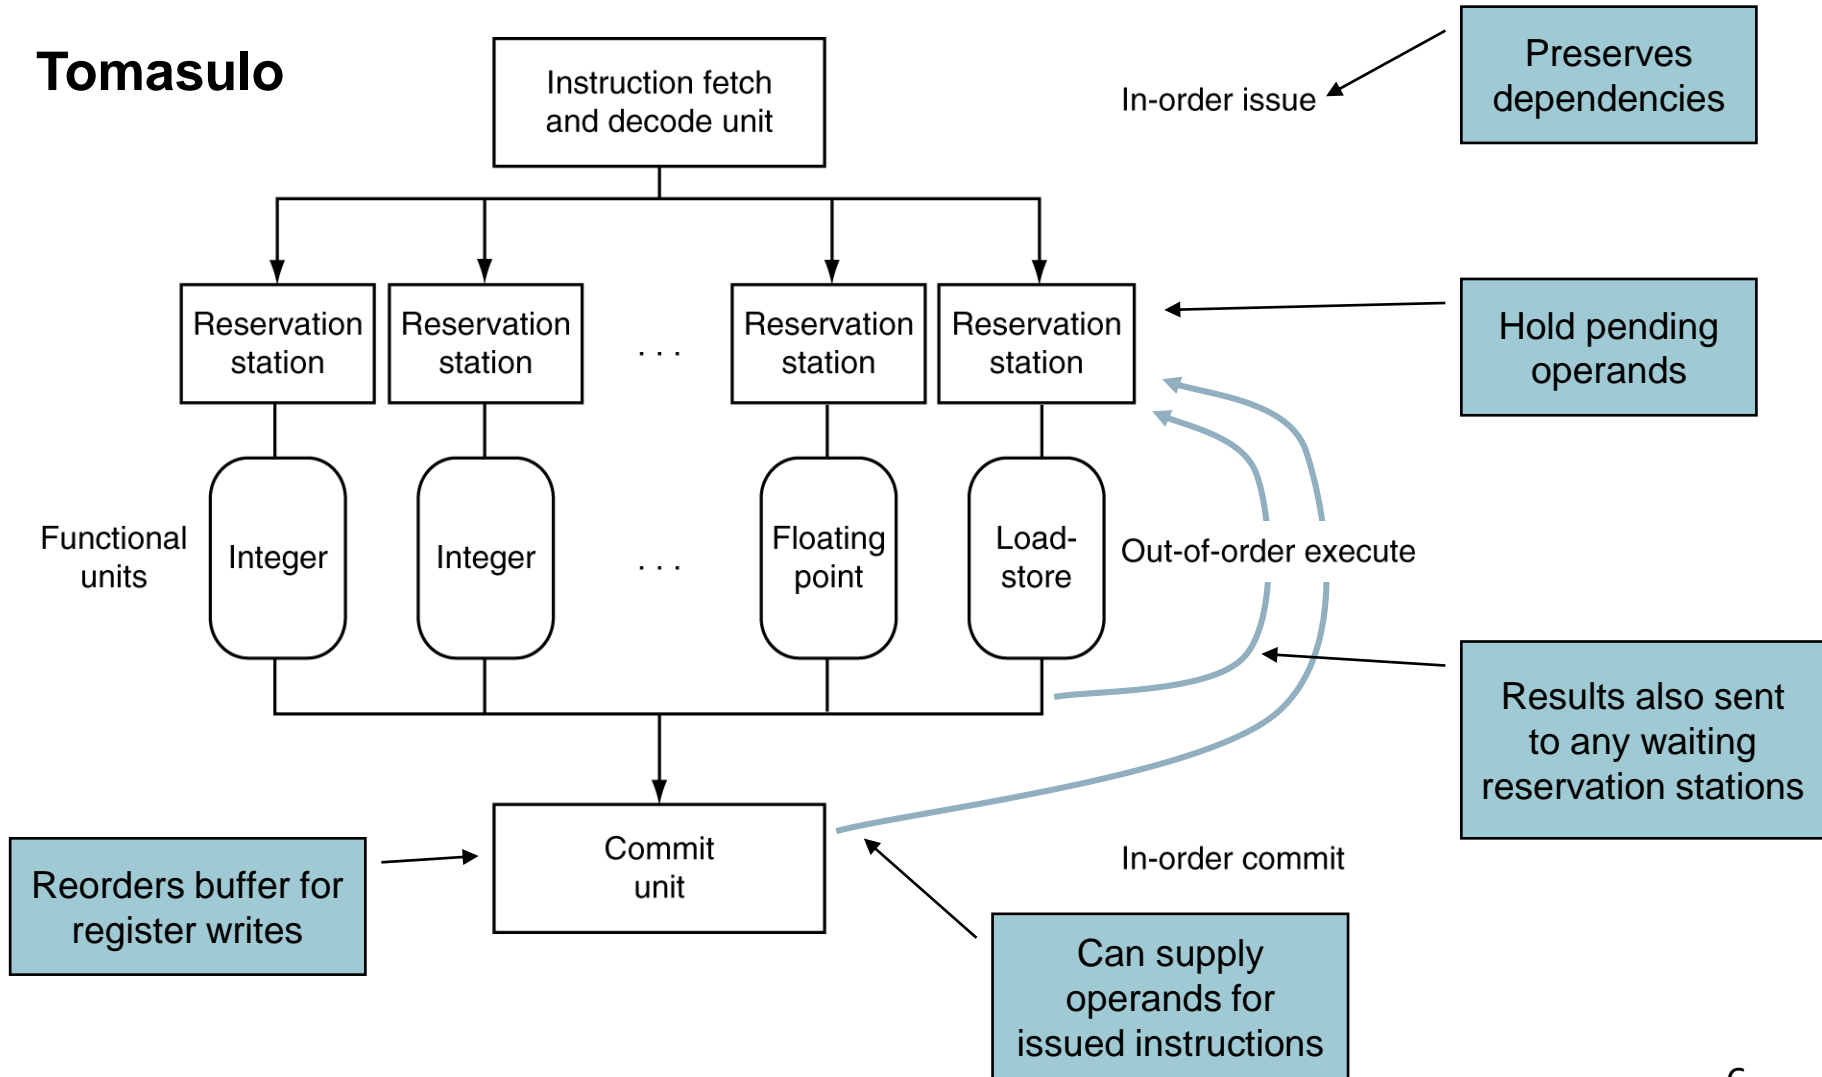 Tomasulo
Instruction fetch
and decode unit
In-order issue
Preserves
dependencies
Reservation
station
Reservation
station
. . .
Reservation
station
Reservation
station
Hold pending
operands
Functional
units
Integer
Integer
. . .
Floating
point
Load-
store
Out-of-order execute
Results also sent
to any waiting
reservation stations
Commit
unit
In-order commit
Reorders buffer for
register writes
Can supply
operands for
issued instructions